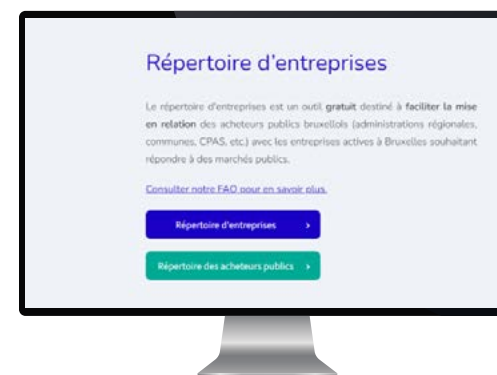 Répertoire d'entreprises
Le répertoire d'entreprises est un outil gratuit destiné à faciliter la mise
en relation des acheteurs publics bruxellois (administrations régionales,
communes, CPAS, etc.) avec les entreprises actives à Bruxelles souhaitant
répondre à des marchés publics.
Consulter notre FAQ pour en savoir plus.
Répertoire d'entreprises >
Répertoire des acheteurs publics >